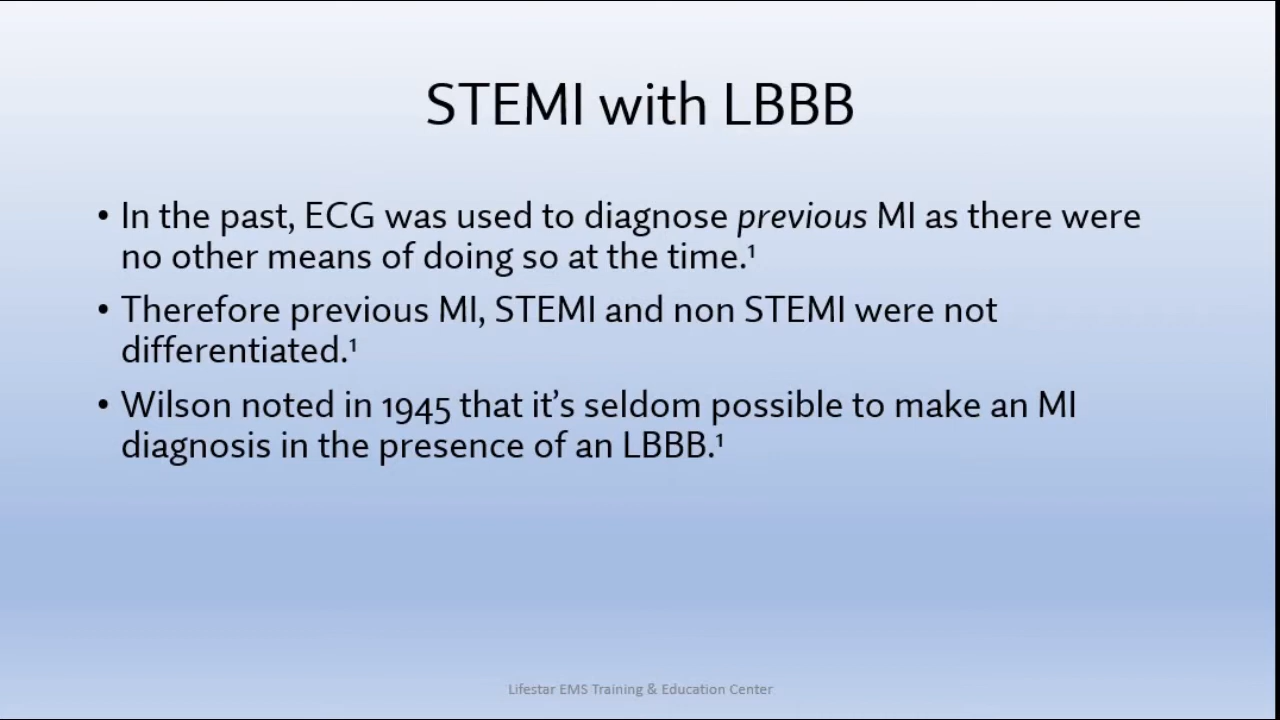 STEMI with LBBB
• In the past, ECG was used to diagnose previous MI as there were
no other means of doing so at the time.¹
• Therefore previous MI, STEMI and non STEMI were not
differentiated.¹
• Wilson noted in 1945 that it’s seldom possible to make an MI
diagnosis in the presence of an LBBB.¹
Lifestar EMS Training & Education Center